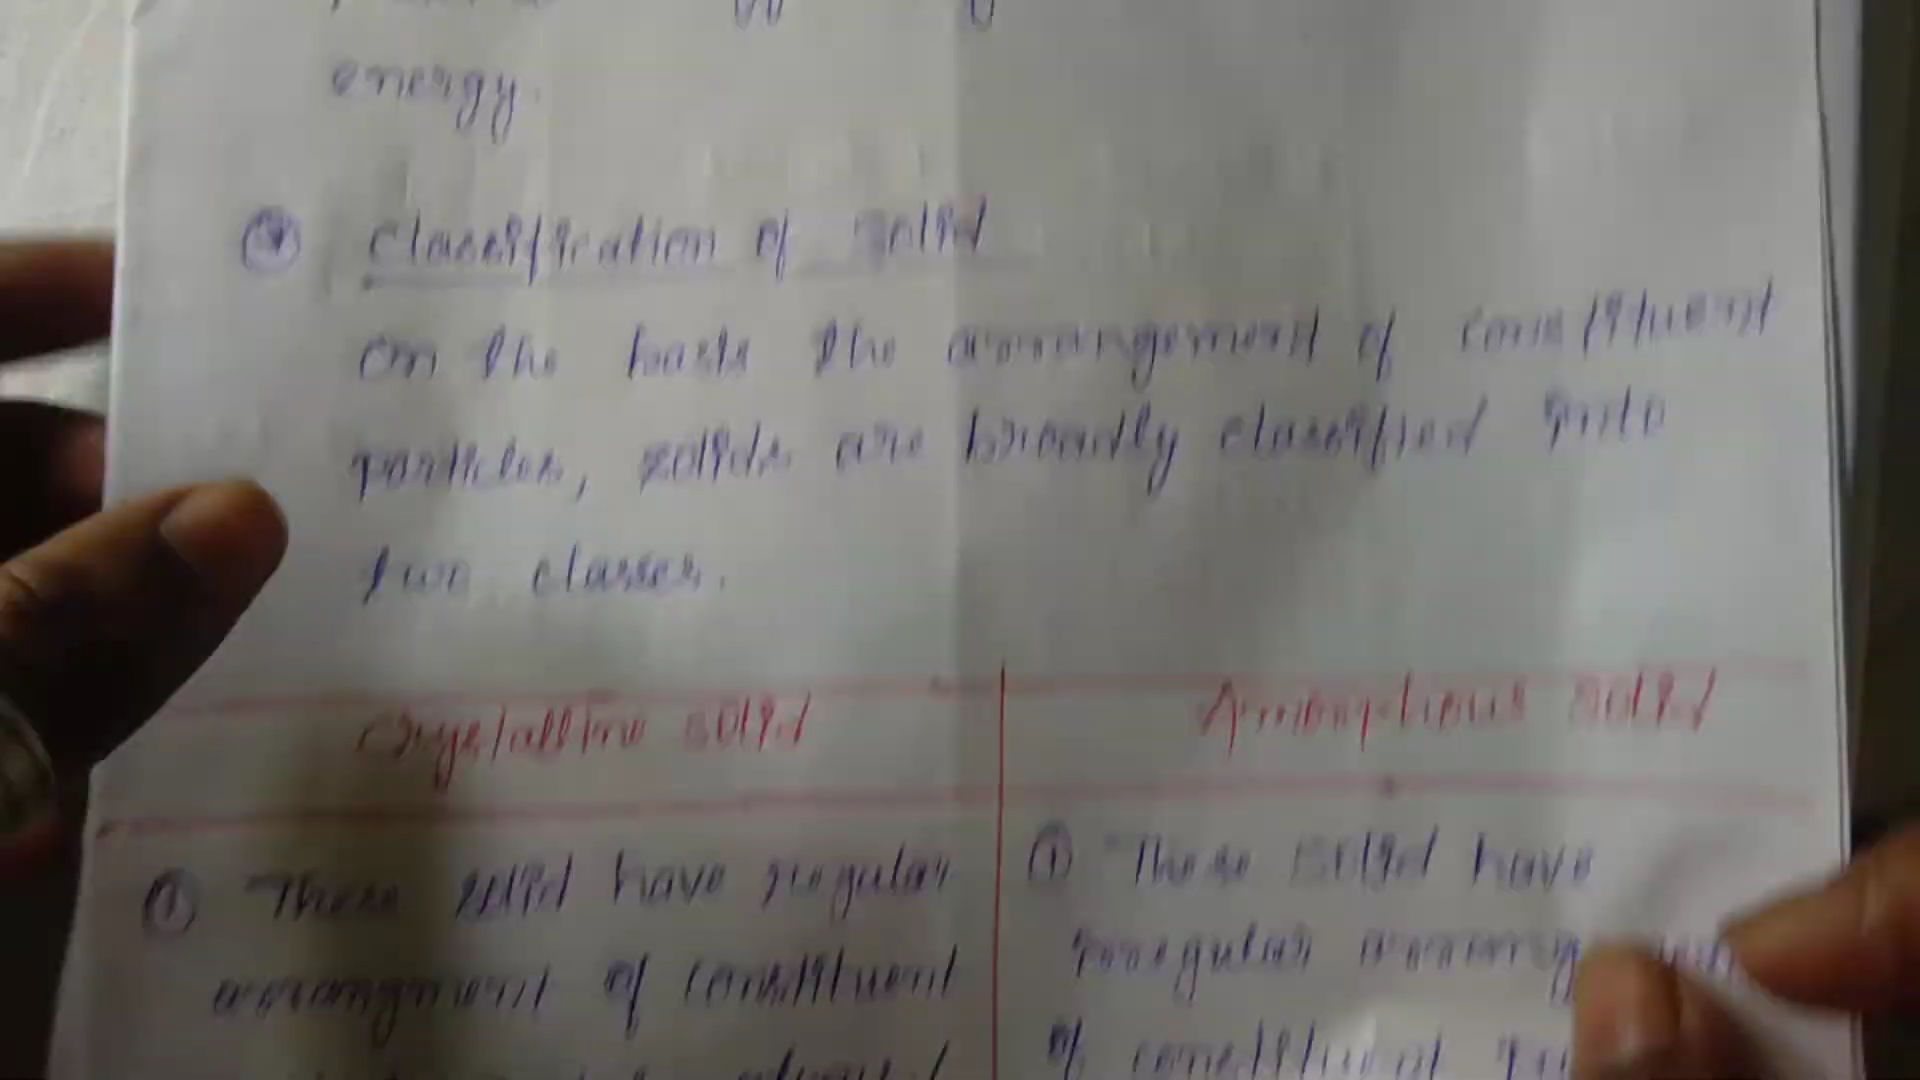 energy.
Classification of solid
on the basis the arrangement of constituent
particles, solids are broadly classified into
two classes.
Crystalline solid
Amorphous solid
① These solid have regular
arrangment of constituent
① These solid have
irregular
of constituent